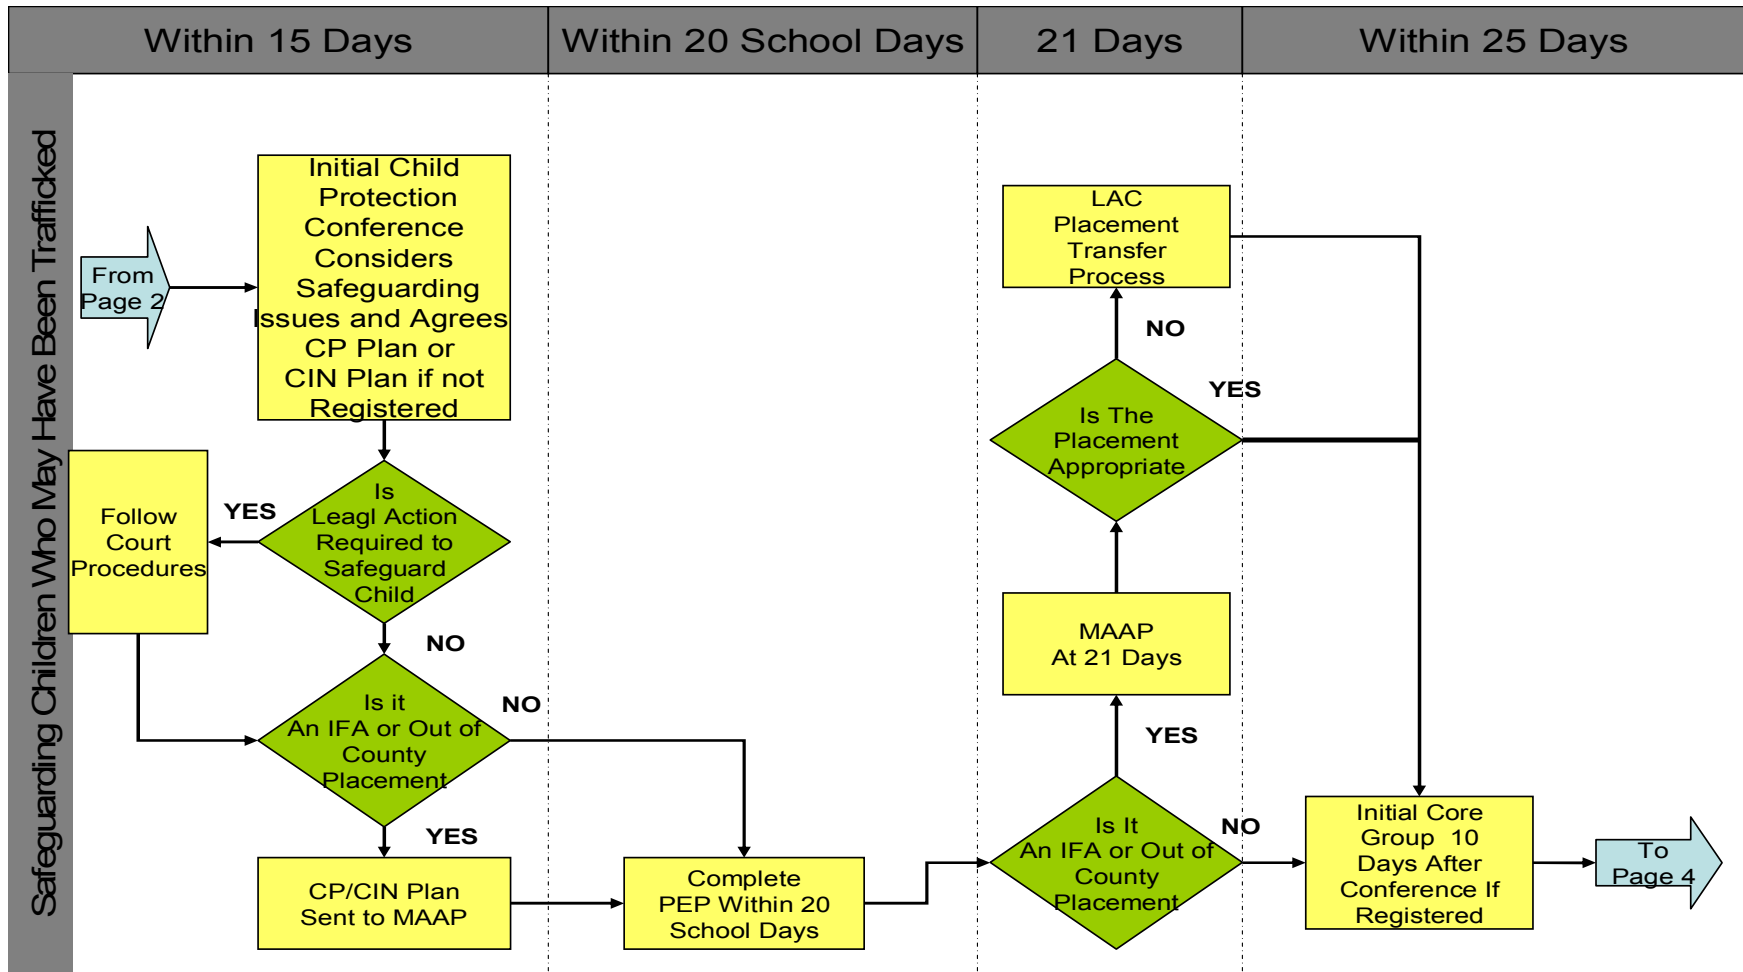 Within 15 Days
Within 20 School Days
21 Days
Within 25 Days
Safeguarding Children Who May Have Been Trafficked
From
Page 2
Initial Child
Protection
Conference
Considers
Safeguarding
Issues and Agrees
CP Plan or
CIN Plan if not
Registered
Is
Leagl Action
Required to
Safeguard
Child
YES
Follow
Court
Procedures
NO
Is it
An IFA or Out of
County
Placement
NO
YES
CP/CIN Plan
Sent to MAAP
Complete
PEP Within 20
School Days
LAC
Placement
Transfer
Process
NO
YES
Is The
Placement
Appropriate
MAAP
At 21 Days
YES
Is It
An IFA or Out of
County
Placement
NO
Initial Core
Group 10
Days After
Conference If
Registered
To
Page 4